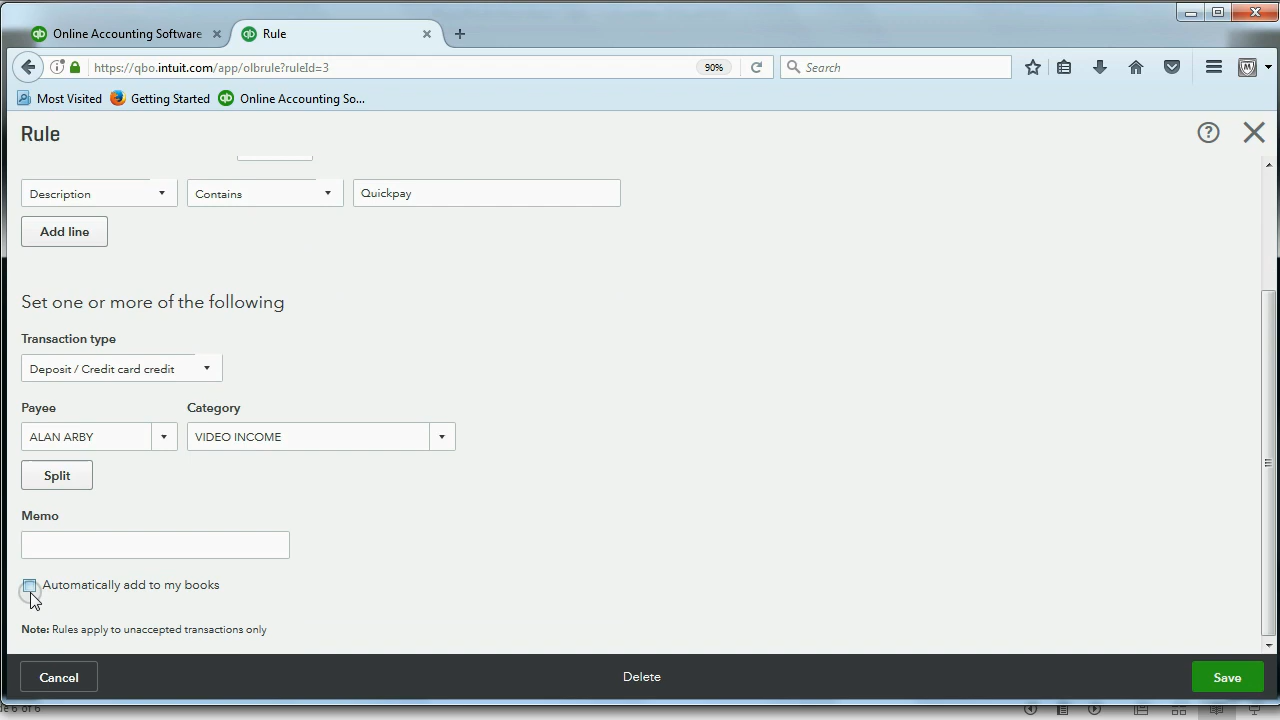 Online Accounting Software
Rule
https://qbo.intuit.com/app/olbrule?ruleId=3
90%
Search
Most Visited
Getting Started
Online Accounting So...
Rule
Description
Contains
Quickpay
Add line
Set one or more of the following
Transaction type
Deposit / Credit card credit
Payee
Category
ALAN ARBY
VIDEO INCOME
Split
Memo
Automatically add to my books
Note: Rules apply to unaccepted transactions only
Cancel
Delete
Save
of 6